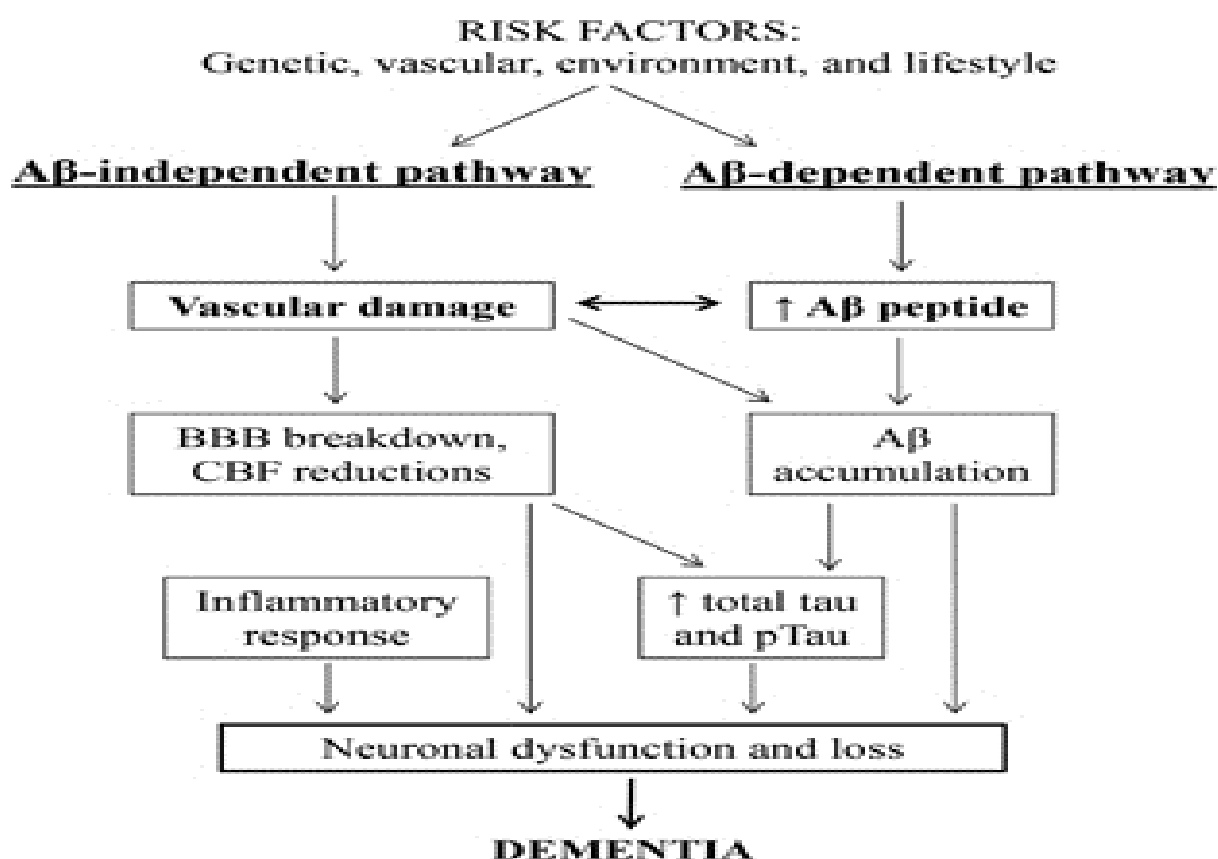 RISK FACTORS:
Genetic, vascular, environment, and lifestyle
Aβ-independent pathway
Aβ-dependent pathway
Vascular damage
↑ Aβ peptide
BBB breakdown,
CBF reductions
Aβ
accumulation
Inflammatory
response
↑ total tau
and pTau
Neuronal dysfunction and loss
DEMENTIA